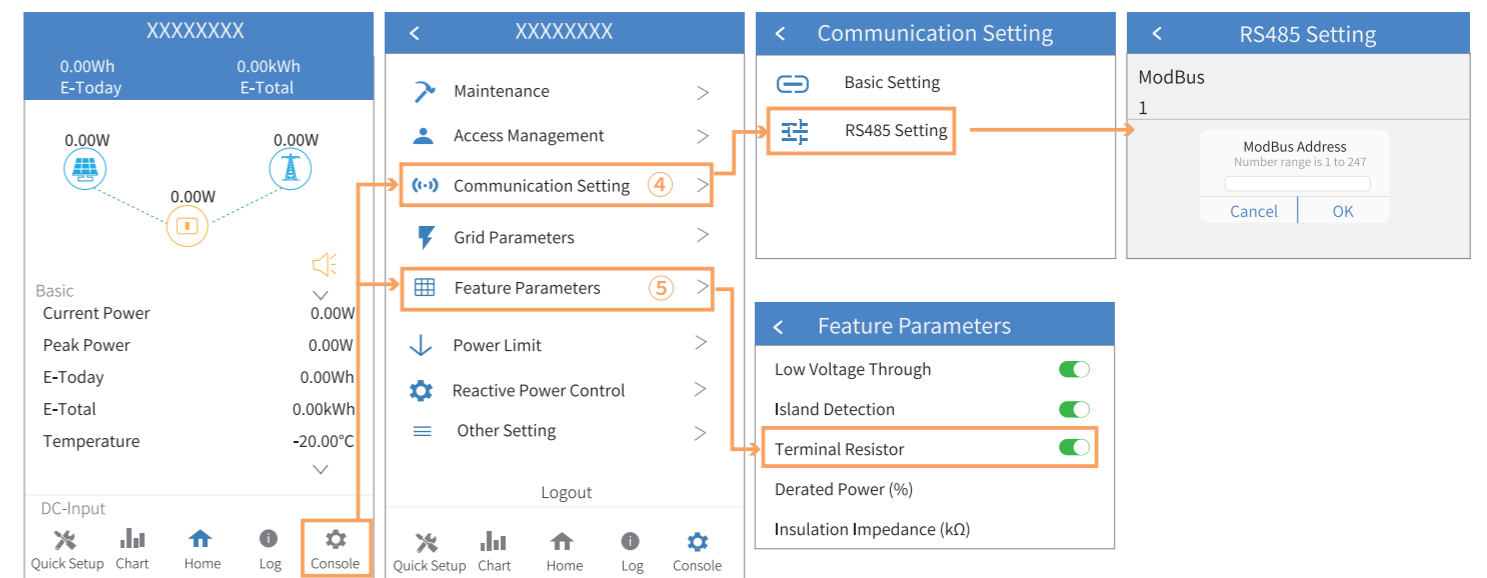 XXXXXXXX
0.00Wh 0.00kWh
E-Today E-Total
0.00W 0.00W
0.00W
Basic
Current Power 0.00W
Peak Power 0.00W
E-Today 0.00Wh
E-Total 0.00kWh
Temperature -20.00°C
DC-Input
Quick Setup Chart Home Log Console
< XXXXXXXX
Maintenance >
Access Management >
Communication Setting ④ >
Grid Parameters >
Feature Parameters ⑤ >
Power Limit >
Reactive Power Control >
Other Setting >
Logout
Quick Setup Chart Home Log Console
< Communication Setting
Basic Setting
RS485 Setting
< RS485 Setting
ModBus
1
ModBus Address
Number range is 1 to 247
Cancel OK
< Feature Parameters
Low Voltage Through
Island Detection
Terminal Resistor
Derated Power (%)
Insulation Impedance (kΩ)